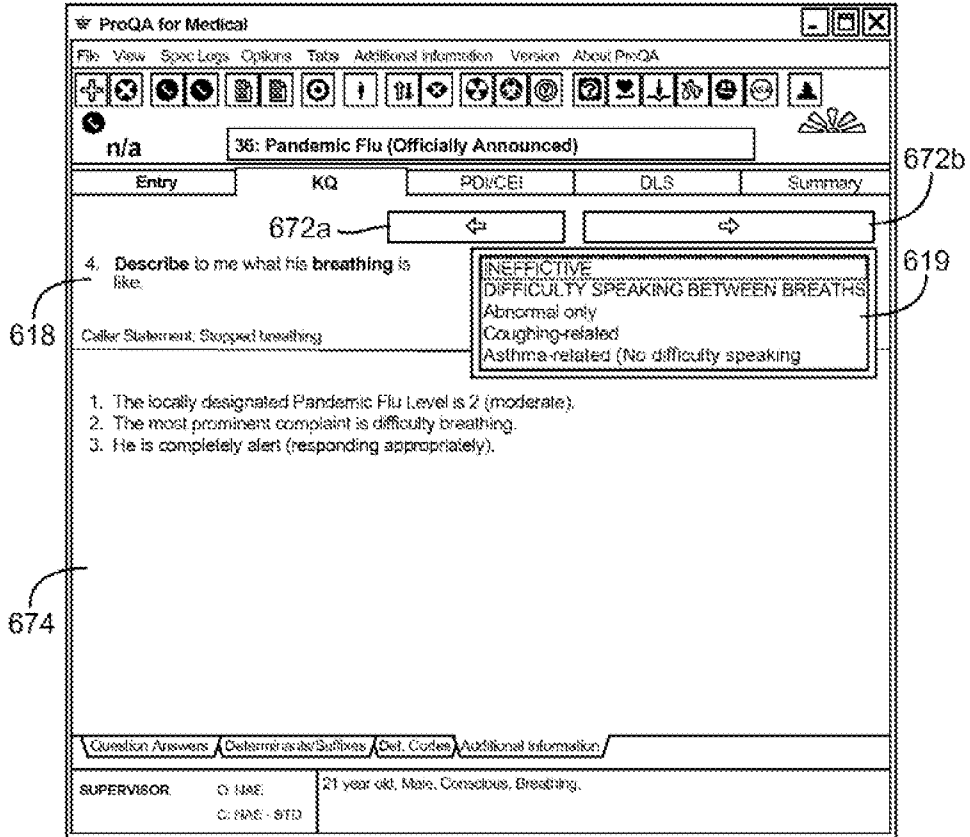 ProQA for Medical
File View Spec Logs Options Tabs Additional Information Version About ProQA
n/a
36: Pandemic Flu (Officially Announced)
672b
Entry KQ PDI/CEI DLS Summary
672a
4. Describe to me what his breathing is
like.
618
INEFFICTIVE
DIFFICULTY SPEAKING BETWEEN BREATHS
Abnormal only
Coughing-related
Asthma-related (No difficulty speaking
619
Caller Statement: Stopped breathing
1. The locally designated Pandemic Flu Level is 2 (moderate).
2. The most prominent complaint is difficulty breathing.
3. He is completely alert (responding appropriately).
674
Question Answers Determinants/Suffixes Det. Codes Additional Information
SUPERVISOR O: NAE
C: NAE - STD
21 year old, Male, Conscious, Breathing.